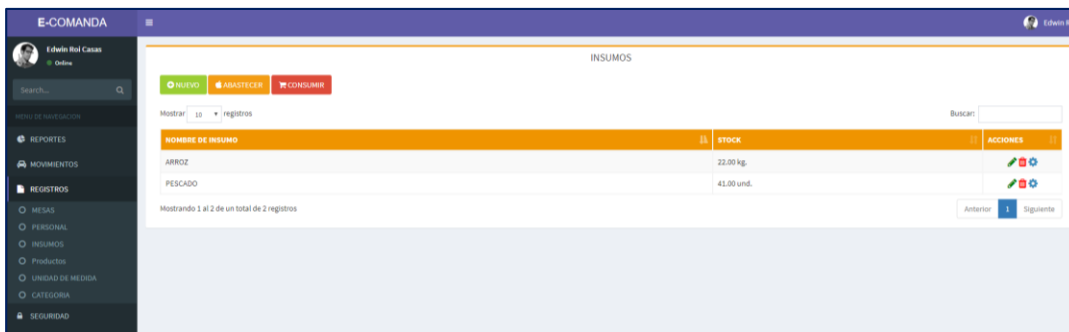 E-COMANDA
Edwin R
Edwin Roi Casas
Online
Search...
MENU DE NAVEGACIÓN
REPORTES
MOVIMIENTOS
REGISTROS
MESAS
PERSONAL
INSUMOS
Productos
UNIDAD DE MEDIDA
CATEGORIA
SEGURIDAD
INSUMOS
NUEVO ABASTECER CONSUMIR
Mostrar 10 registros Buscar:
NOMBRE DE INSUMO STOCK ACCIONES
ARROZ 22.00 kg.
PESCADO 41.00 und.
Mostrando 1 al 2 de un total de 2 registros Anterior 1 Siguiente